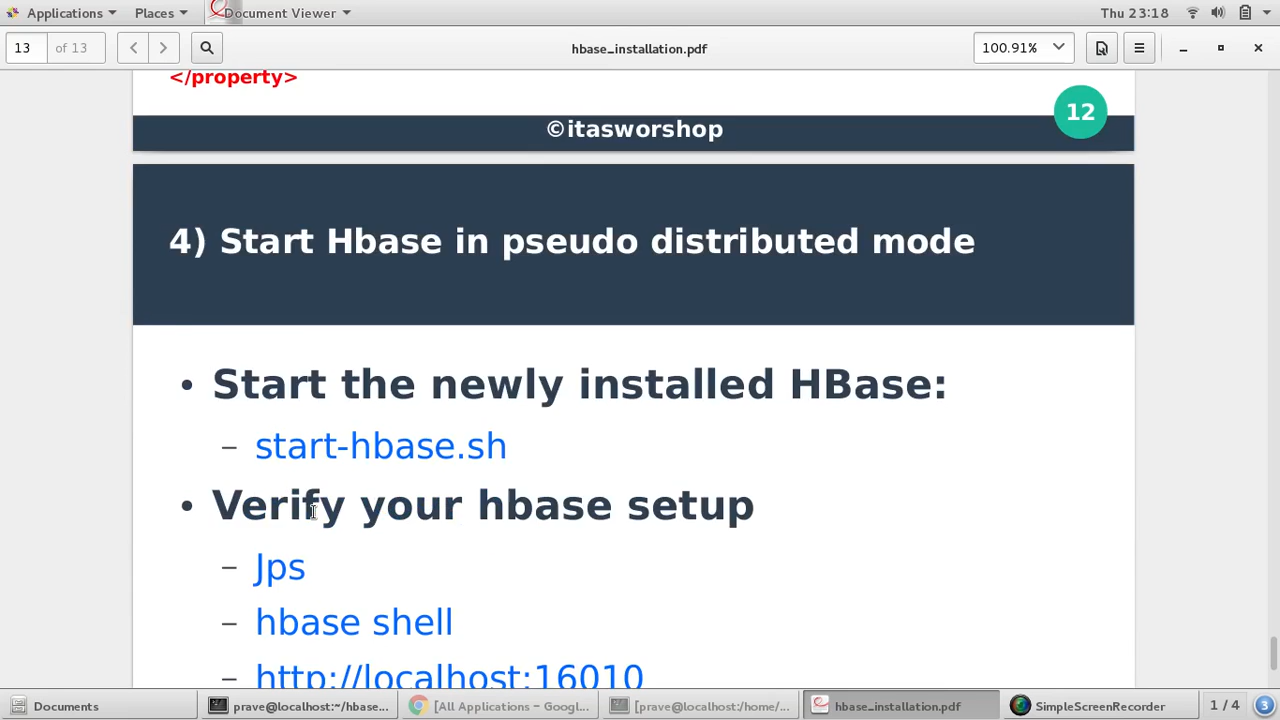 Applications Places Document Viewer Thu 23:18
13 of 13 hbase_installation.pdf 100.91%
</property>
12
©itasworshop
4) Start Hbase in pseudo distributed mode
• Start the newly installed HBase:
– start-hbase.sh
• Verify your hbase setup
– Jps
– hbase shell
– http://localhost:16010
Documents prave@localhost:~/hbase... [All Applications – Googl... [prave@localhost:/home/... hbase_installation.pdf SimpleScreenRecorder 1 / 4 3